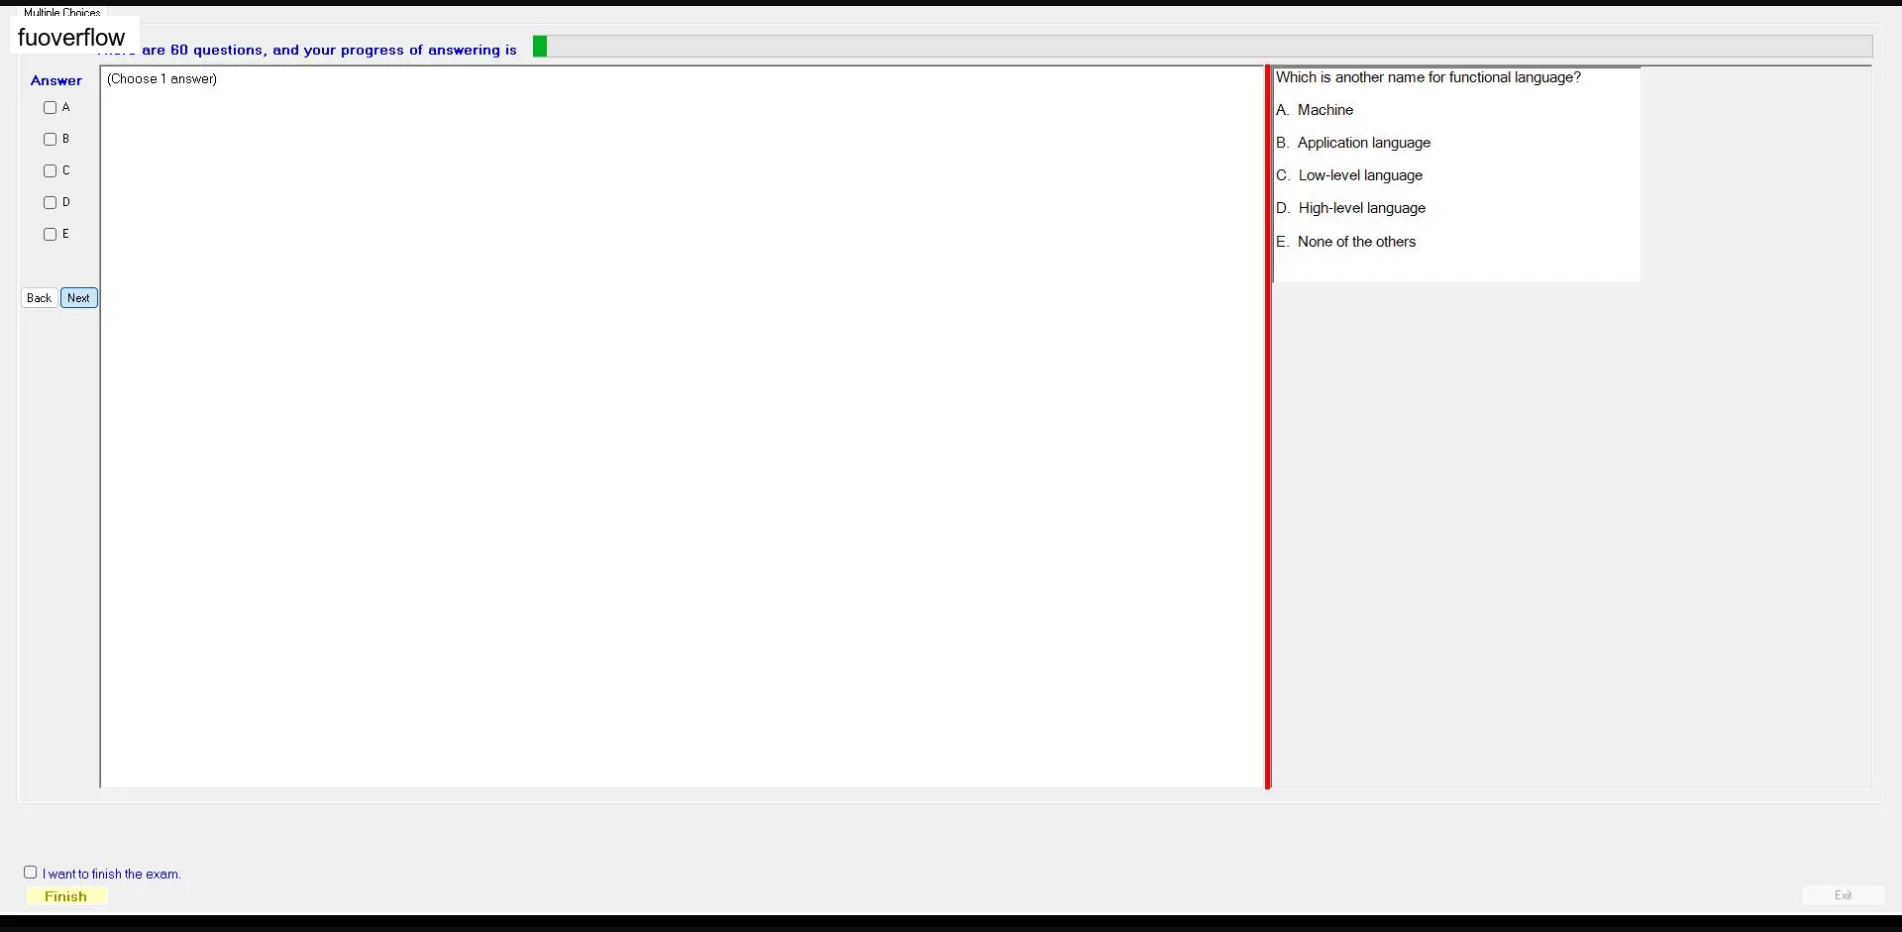 Multiple Choices
fuoverflow
are 60 questions, and your progress of answering is
Answer
(Choose 1 answer)
A
B
C
D
E
Back Next
Which is another name for functional language?
A. Machine
B. Application language
C. Low-level language
D. High-level language
E. None of the others
I want to finish the exam.
Finish
Exit